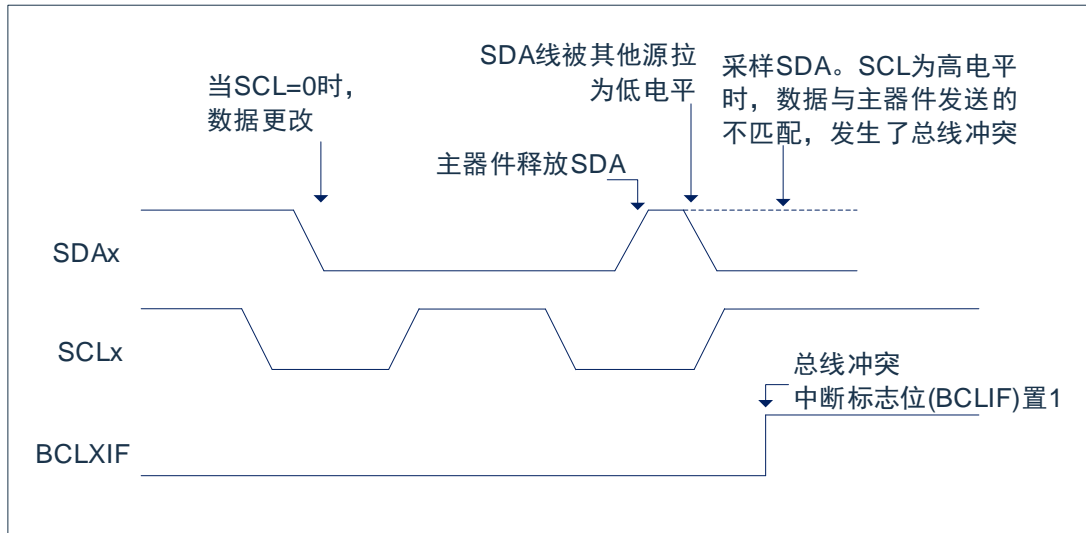 当SCL=0时，
数据更改
SDA线被其他源拉
为低电平
采样SDA。SCL为高电平
时，数据与主器件发送的
不匹配，发生了总线冲突
主器件释放SDA
SDAx
SCLx
总线冲突
中断标志位(BCLIF)置1
BCLXIF